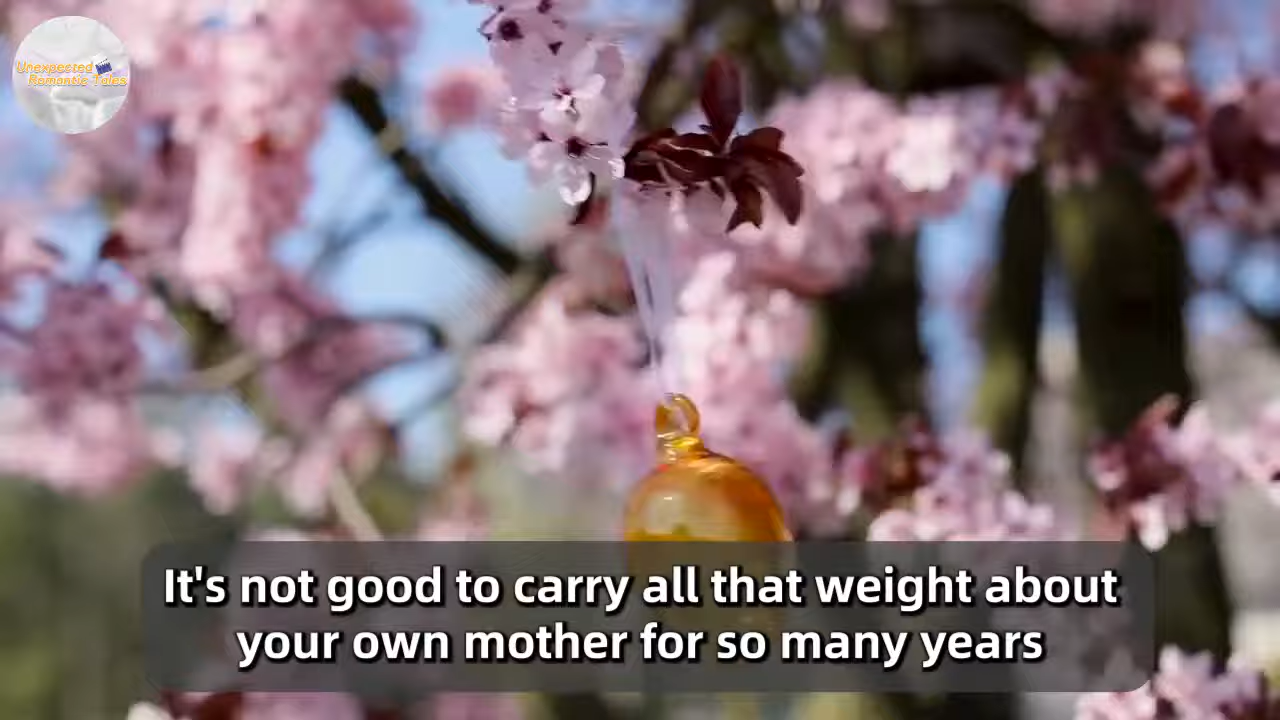 Unexpected
Romantic Tales
It's not good to carry all that weight about
your own mother for so many years